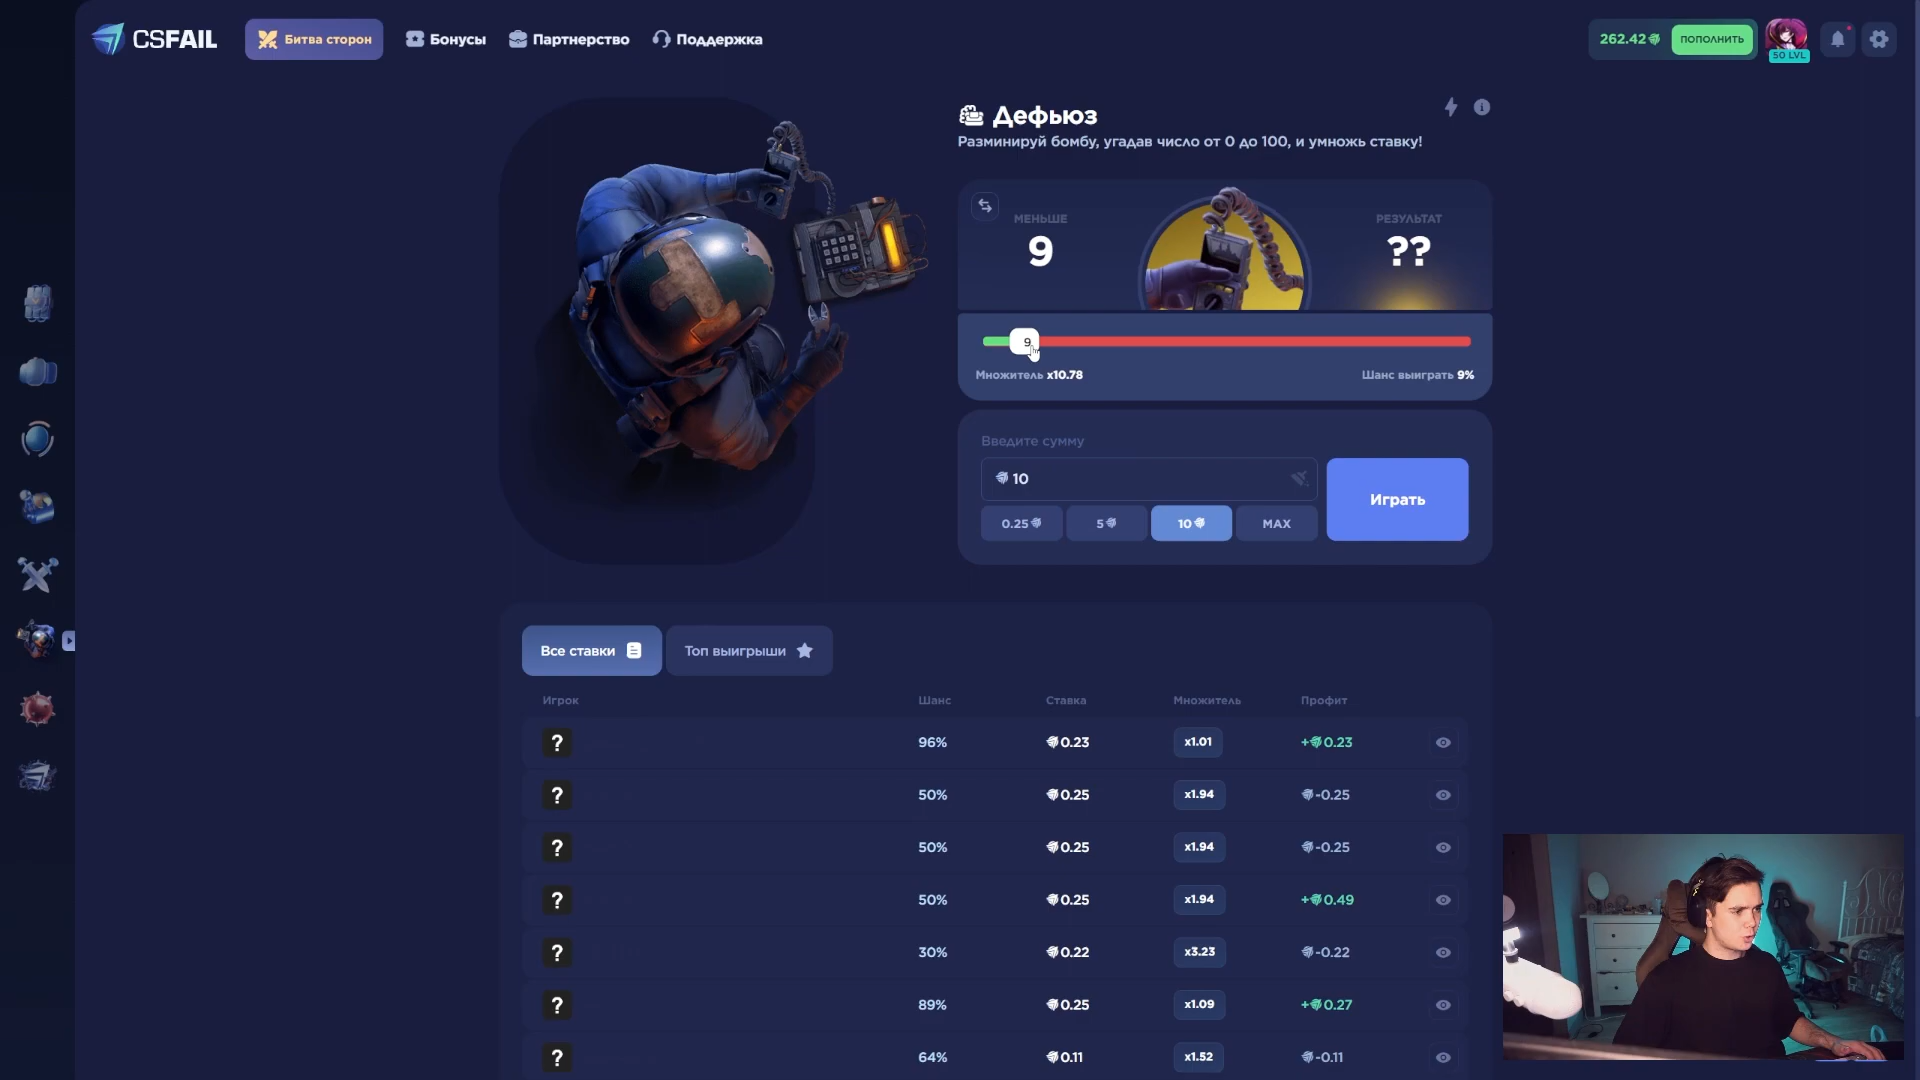 CSFAIL
Битва сторон
Бонусы
Партнерство
Поддержка
262.42
ПОПОЛНИТЬ
50 LVL
Дефьюз
Разминируй бомбу, угадав число от 0 до 100, и умножь ставку!
МЕНЬШЕ
9
РЕЗУЛЬТАТ
??
9
Множитель x10.78
Шанс выиграть 9%
Введите сумму
10
0.25
5
10
MAX
Играть
Все ставки
Топ выигрыши
Игрок Шанс Ставка Множитель Профит
? 96% 0.23 x1.01 +0.23
? 50% 0.25 x1.94 -0.25
? 50% 0.25 x1.94 -0.25
? 50% 0.25 x1.94 +0.49
? 30% 0.22 x3.23 -0.22
? 89% 0.25 x1.09 +0.27
? 64% 0.11 x1.52 -0.11